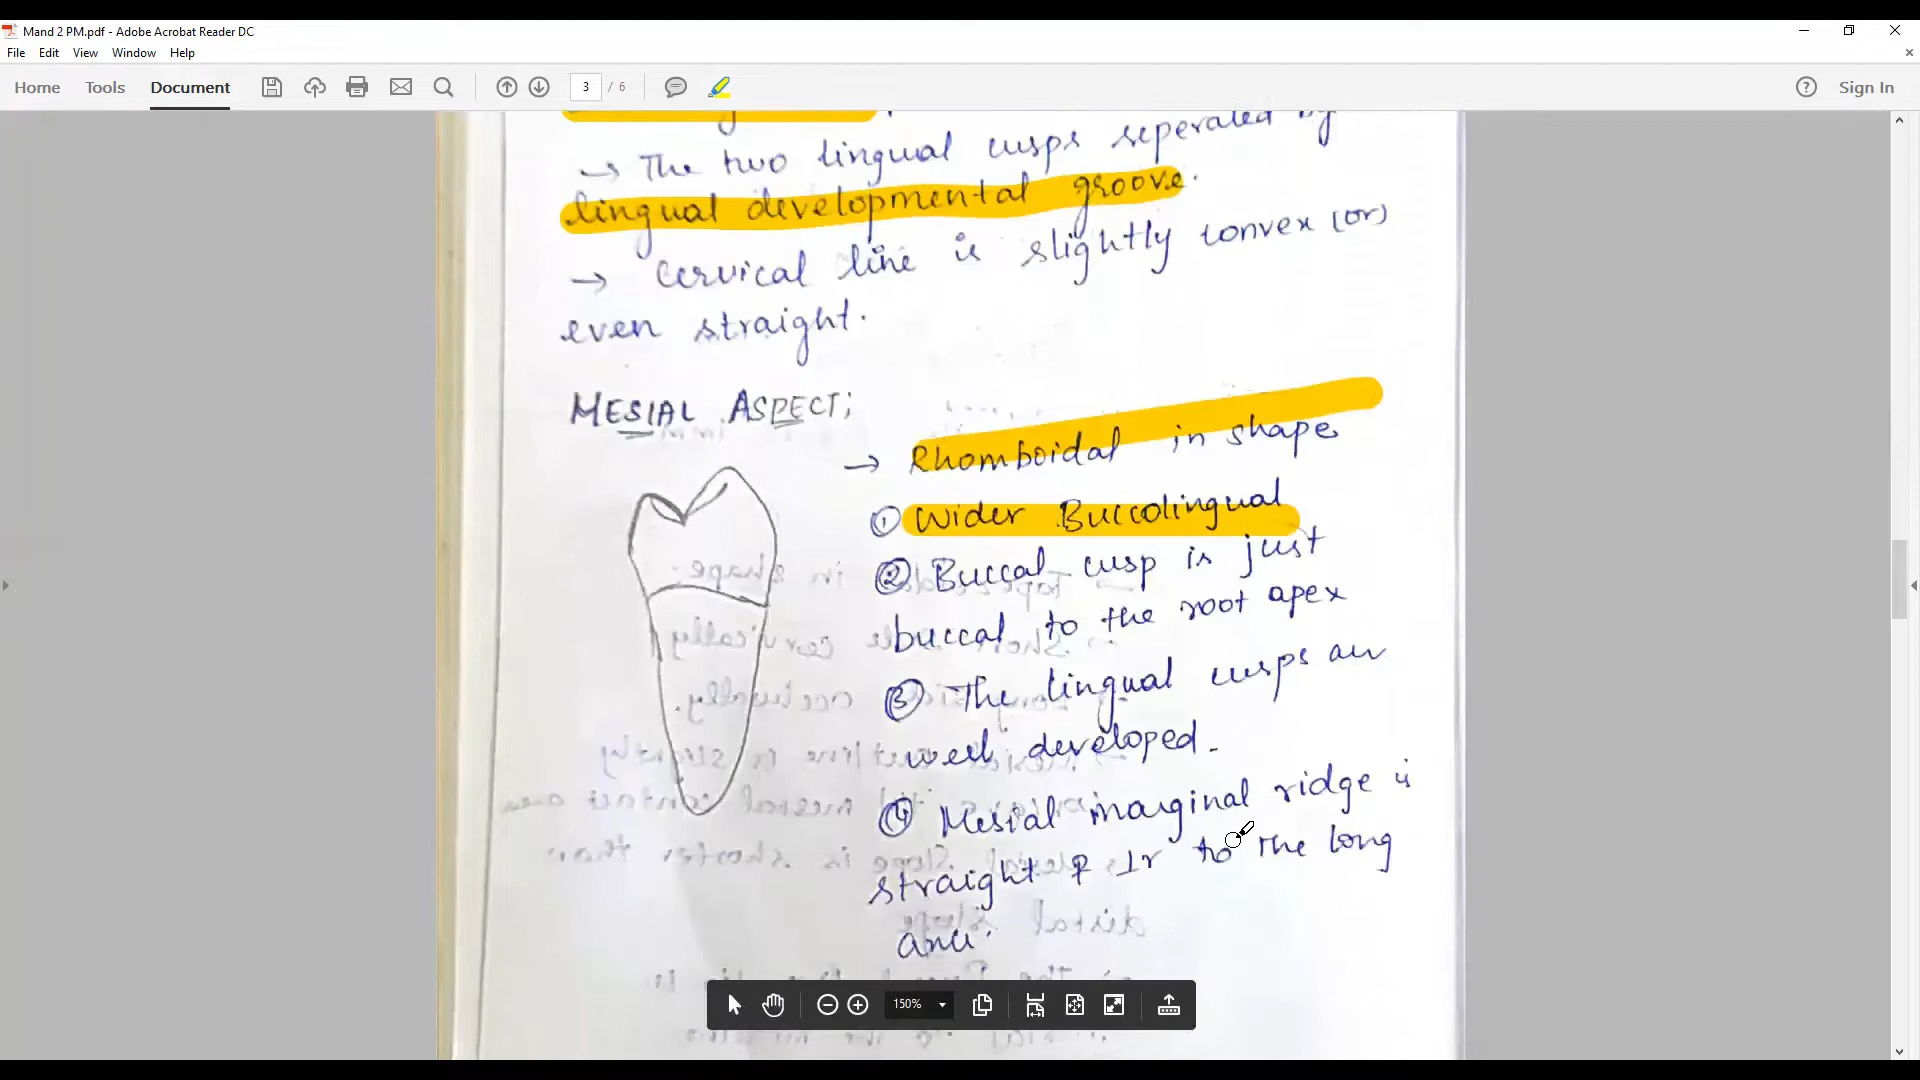 Mand 2 PM.pdf - Adobe Acrobat Reader DC
File Edit View Window Help
Home Tools Document 3 / 6 Sign In
→ The two lingual cusps seperated by
lingual developmental groove.
→ Cervical line is slightly convex (or)
even straight.
MESIAL ASPECT;
→ Rhomboidal in shape
① Wider Buccolingual
② Buccal cusp is just
buccal to the root apex
③ The lingual cusps are
well developed.
④ Mesial marginal ridge is
straight & ⊥r to the long
axis.
150%